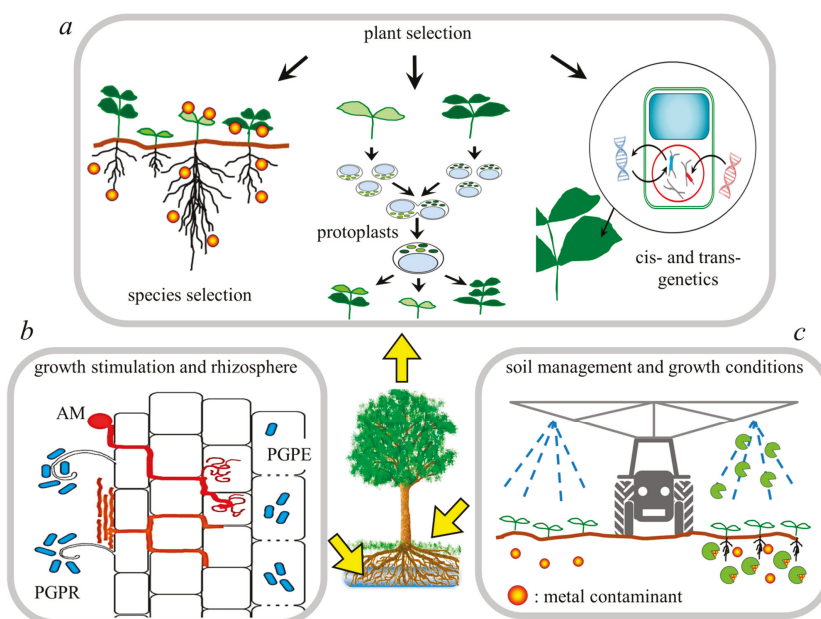 a
plant selection
protoplasts
species selection
cis- and trans-
genetics
b
growth stimulation and rhizosphere
AM
PGPE
PGPR
c
soil management and growth conditions
: metal contaminant